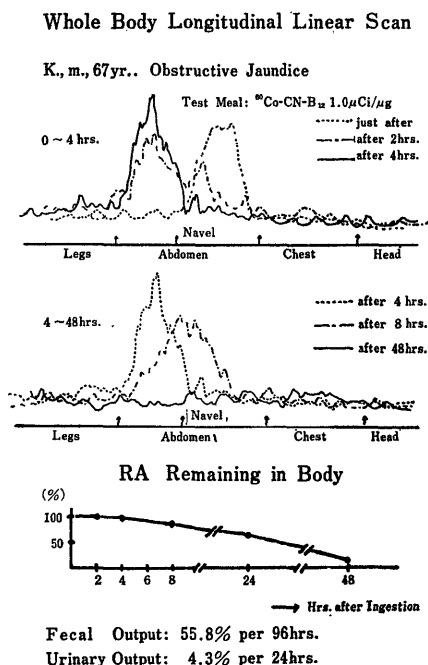 Whole Body Longitudinal Linear Scan
K., m., 67yr.. Obstructive Jaundice
Test Meal: ⁶⁰Co-CN-B₁₂ 1.0μCi/μg
0 ~ 4 hrs.
just after
after 2hrs.
after 4hrs.
Navel
Legs Abdomen Chest Head
4 ~48hrs.
after 4 hrs.
after 8 hrs.
after 48hrs.
Navel
Legs Abdomen Chest Head
RA Remaining in Body
(%)
100
50
2 4 6 8 24 48
Hrs. after Ingestion
Fecal Output: 55.8% per 96hrs.
Urinary Output: 4.3% per 24hrs.